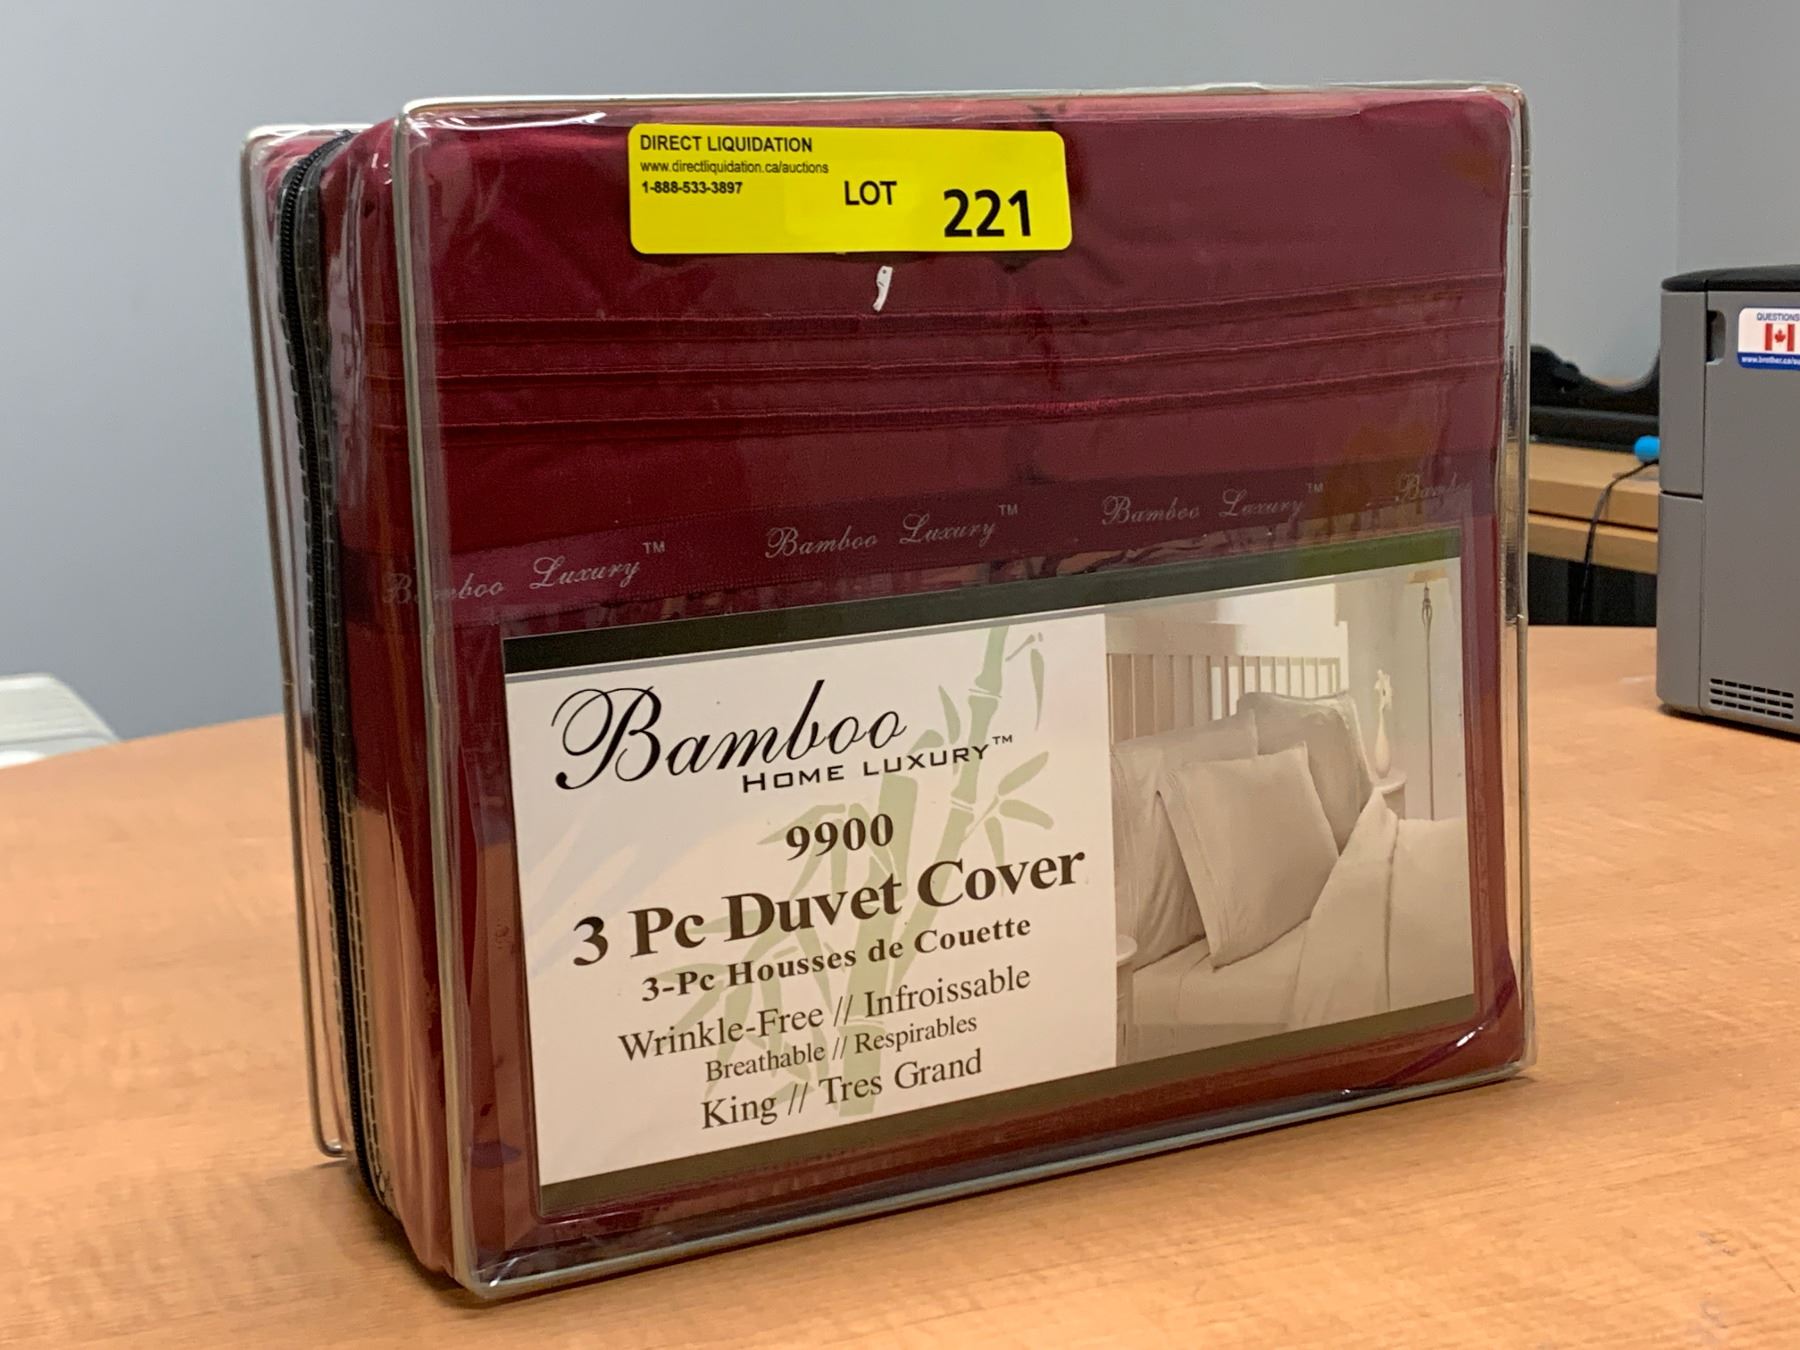 DIRECT LIQUIDATION
www.directliquidation.ca/auctions
1-888-533-3897
LOT 221
QUESTIONS
Bamboo Luxury™ Bamboo Luxury™ Bamboo Luxury™ Bamboo
Bamboo
HOME LUXURY™
9900
3 Pc Duvet Cover
3-Pc Housses de Couette
Wrinkle-Free // Infroissable
Breathable // Respirables
King // Tres Grand